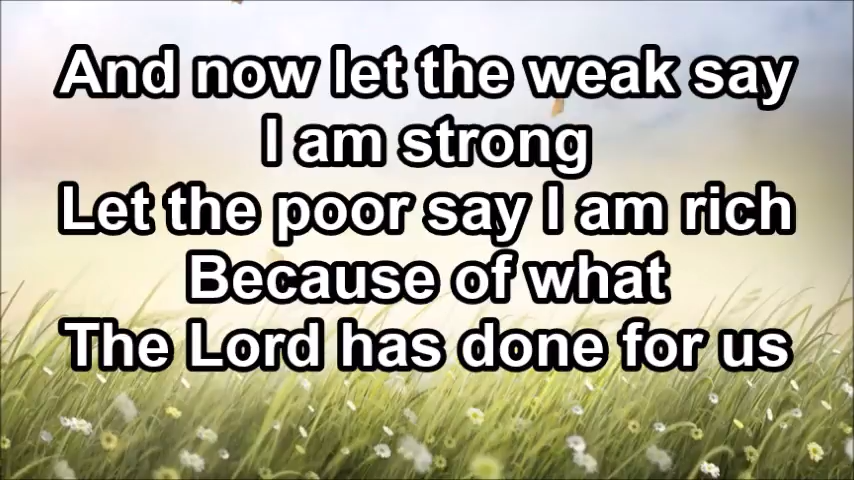 And now let the weak say
I am strong
Let the poor say I am rich
Because of what
The Lord has done for us